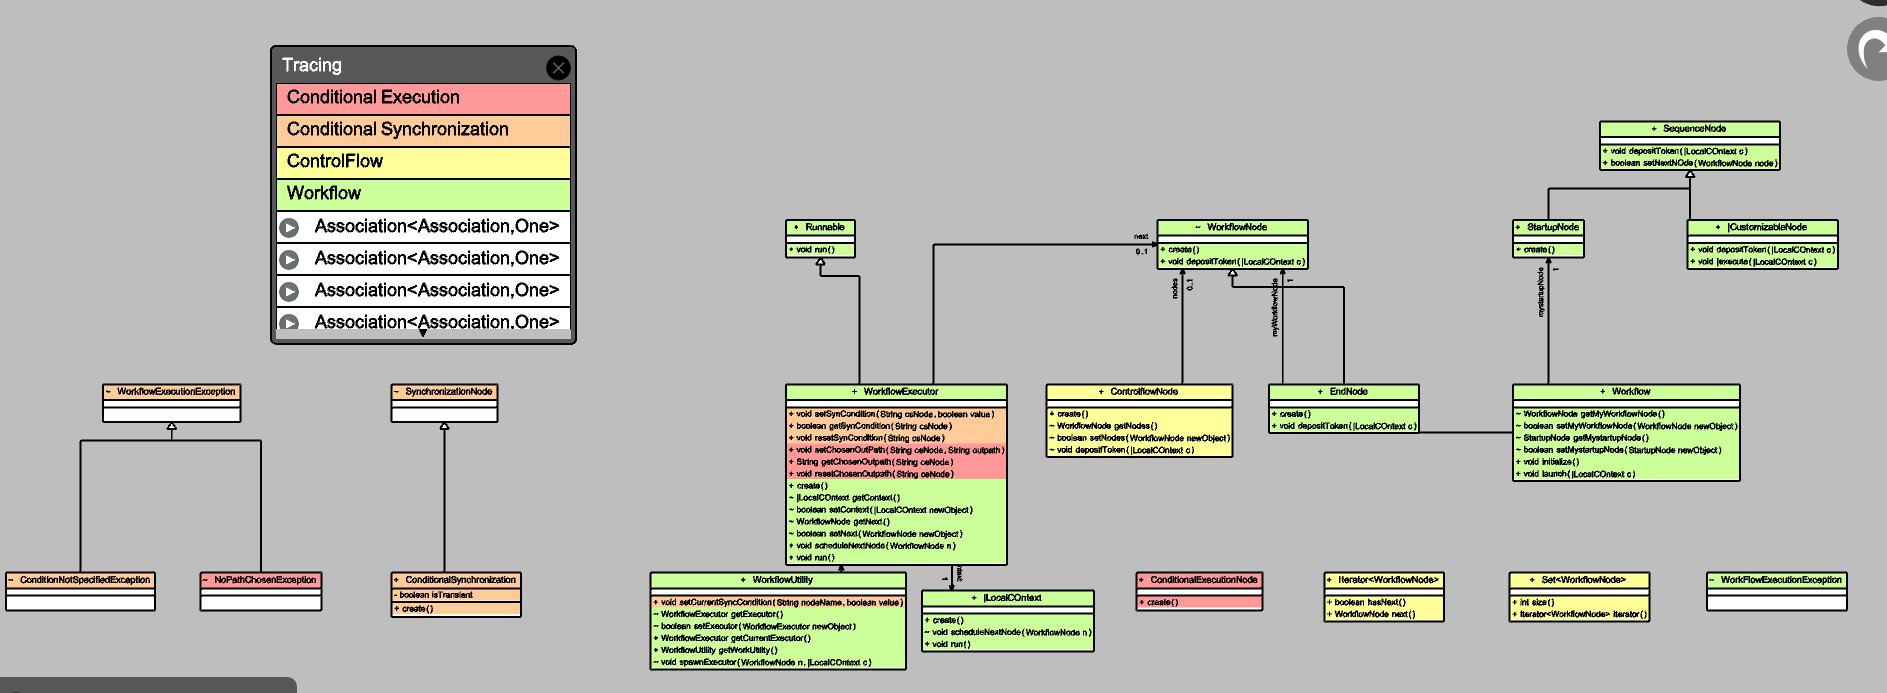 Tracing
Conditional Execution
Conditional Synchronization
ControlFlow
Workflow
Association<Association,One>
Association<Association,One>
Association<Association,One>
Association<Association,One>
+ SequenceNode
+ void depositToken(|LocalCOntext c)
+ boolean setNextNOde(WorkflowNode node)
+ Runnable
+ void run()
next
0..1
~ WorkflowNode
+ create()
+ void depositToken(|LocalCOntext c)
+ StartupNode
+ create()
+ |CustomizableNode
+ void depositToken(|LocalCOntext c)
+ void |execute(|LocalCOntext c)
nodes
0..1
myWorkflowNode
1
mystartupNode
1
~ WorkflowExecutionException
~ SynchronizationNode
+ WorkflowExecutor
+ void setSynCondition(String csNode, boolean value)
+ boolean getSynCondition(String csNode)
+ void resetSynCondition(String csNode)
+ void setChosenOutPath(String ceNode, String outpath)
+ String getChosenOutpath(String ceNode)
+ void resetChosenOutpath(String ceNode)
+ create()
~ |LocalCOntext getContext()
~ boolean setContext(|LocalCOntext newObject)
~ WorkflowNode getNext()
~ boolean setNext(WorkflowNode newObject)
+ void scheduleNextNode(WorkflowNode n)
+ void run()
+ ControlflowNode
+ create()
~ WorkflowNode getNodes()
~ boolean setNodes(WorkflowNode newObject)
~ void depositToken(|LocalCOntext c)
+ EndNode
+ create()
+ void depositToken(|LocalCOntext c)
+ Workflow
~ WorkflowNode getMyWorkflowNode()
~ boolean setMyWorkflowNode(WorkflowNode newObject)
~ StartupNode getMystartupNode()
~ boolean setMystartupNode(StartupNode newObject)
+ void initialize()
+ void launch(|LocalCOntext c)
~ ConditionNotSpecifiedException
~ NoPathChosenException
+ ConditionalSynchronization
- boolean isTransient
+ create()
+ WorkflowUtility
+ void setCurrentSyncCondition(String nodeName, boolean value)
~ WorkflowExecutor getExecutor()
~ boolean setExecutor(WorkflowExecutor newObject)
+ WorkflowExecutor getCurrentExecutor()
+ WorkflowUtility getWorkUtility()
~ void spawnExecutor(WorkflowNode n, |LocalCOntext c)
1
+ |LocalCOntext
+ create()
~ void scheduleNextNode(WorkflowNode n)
+ void run()
+ ConditionalExecutionNode
+ create()
+ Iterator<WorkflowNode>
+ boolean hasNext()
+ WorkflowNode next()
+ Set<WorkflowNode>
+ int size()
+ Iterator<WorkflowNode> iterator()
~ WorkFlowExecutionException